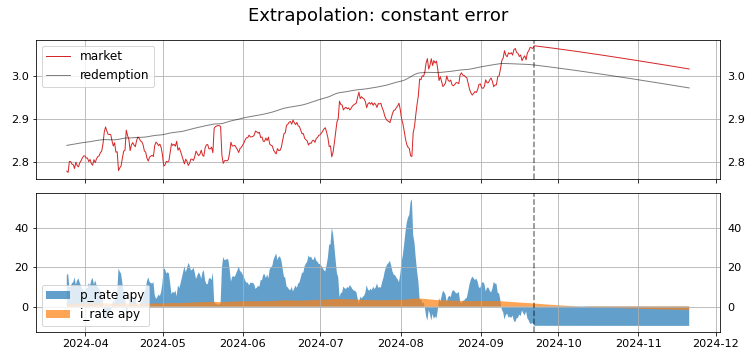 Extrapolation: constant error
market
redemption
3.0 3.0
2.9 2.9
2.8 2.8
40 40
20 20
0 0
p_rate apy
i_rate apy
2024-04 2024-05 2024-06 2024-07 2024-08 2024-09 2024-10 2024-11 2024-12